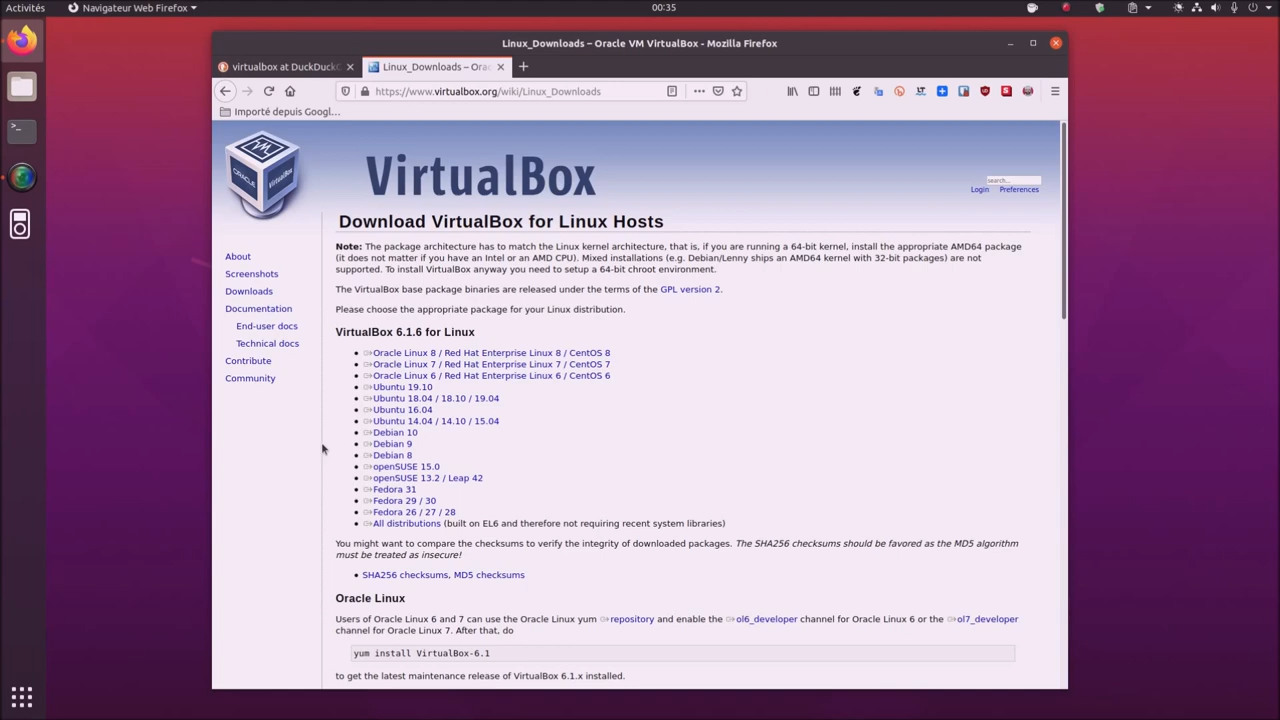 Activités
Navigateur Web Firefox
00:35
Linux_Downloads – Oracle VM VirtualBox - Mozilla Firefox
virtualbox at DuckDuckG
Linux_Downloads – Orac
https://www.virtualbox.org/wiki/Linux_Downloads
Importé depuis Googl…
VirtualBox
search...
Login Preferences
Download VirtualBox for Linux Hosts
About
Screenshots
Downloads
Documentation
End-user docs
Technical docs
Contribute
Community
Note: The package architecture has to match the Linux kernel architecture, that is, if you are running a 64-bit kernel, install the appropriate AMD64 package
(it does not matter if you have an Intel or an AMD CPU). Mixed installations (e.g. Debian/Lenny ships an AMD64 kernel with 32-bit packages) are not
supported. To install VirtualBox anyway you need to setup a 64-bit chroot environment.
The VirtualBox base package binaries are released under the terms of the GPL version 2.
Please choose the appropriate package for your Linux distribution.
VirtualBox 6.1.6 for Linux
Oracle Linux 8 / Red Hat Enterprise Linux 8 / CentOS 8
Oracle Linux 7 / Red Hat Enterprise Linux 7 / CentOS 7
Oracle Linux 6 / Red Hat Enterprise Linux 6 / CentOS 6
Ubuntu 19.10
Ubuntu 18.04 / 18.10 / 19.04
Ubuntu 16.04
Ubuntu 14.04 / 14.10 / 15.04
Debian 10
Debian 9
Debian 8
openSUSE 15.0
openSUSE 13.2 / Leap 42
Fedora 31
Fedora 29 / 30
Fedora 26 / 27 / 28
All distributions (built on EL6 and therefore not requiring recent system libraries)
You might want to compare the checksums to verify the integrity of downloaded packages. The SHA256 checksums should be favored as the MD5 algorithm
must be treated as insecure!
SHA256 checksums, MD5 checksums
Oracle Linux
Users of Oracle Linux 6 and 7 can use the Oracle Linux yum repository and enable the ol6_developer channel for Oracle Linux 6 or the ol7_developer
channel for Oracle Linux 7. After that, do
yum install VirtualBox-6.1
to get the latest maintenance release of VirtualBox 6.1.x installed.